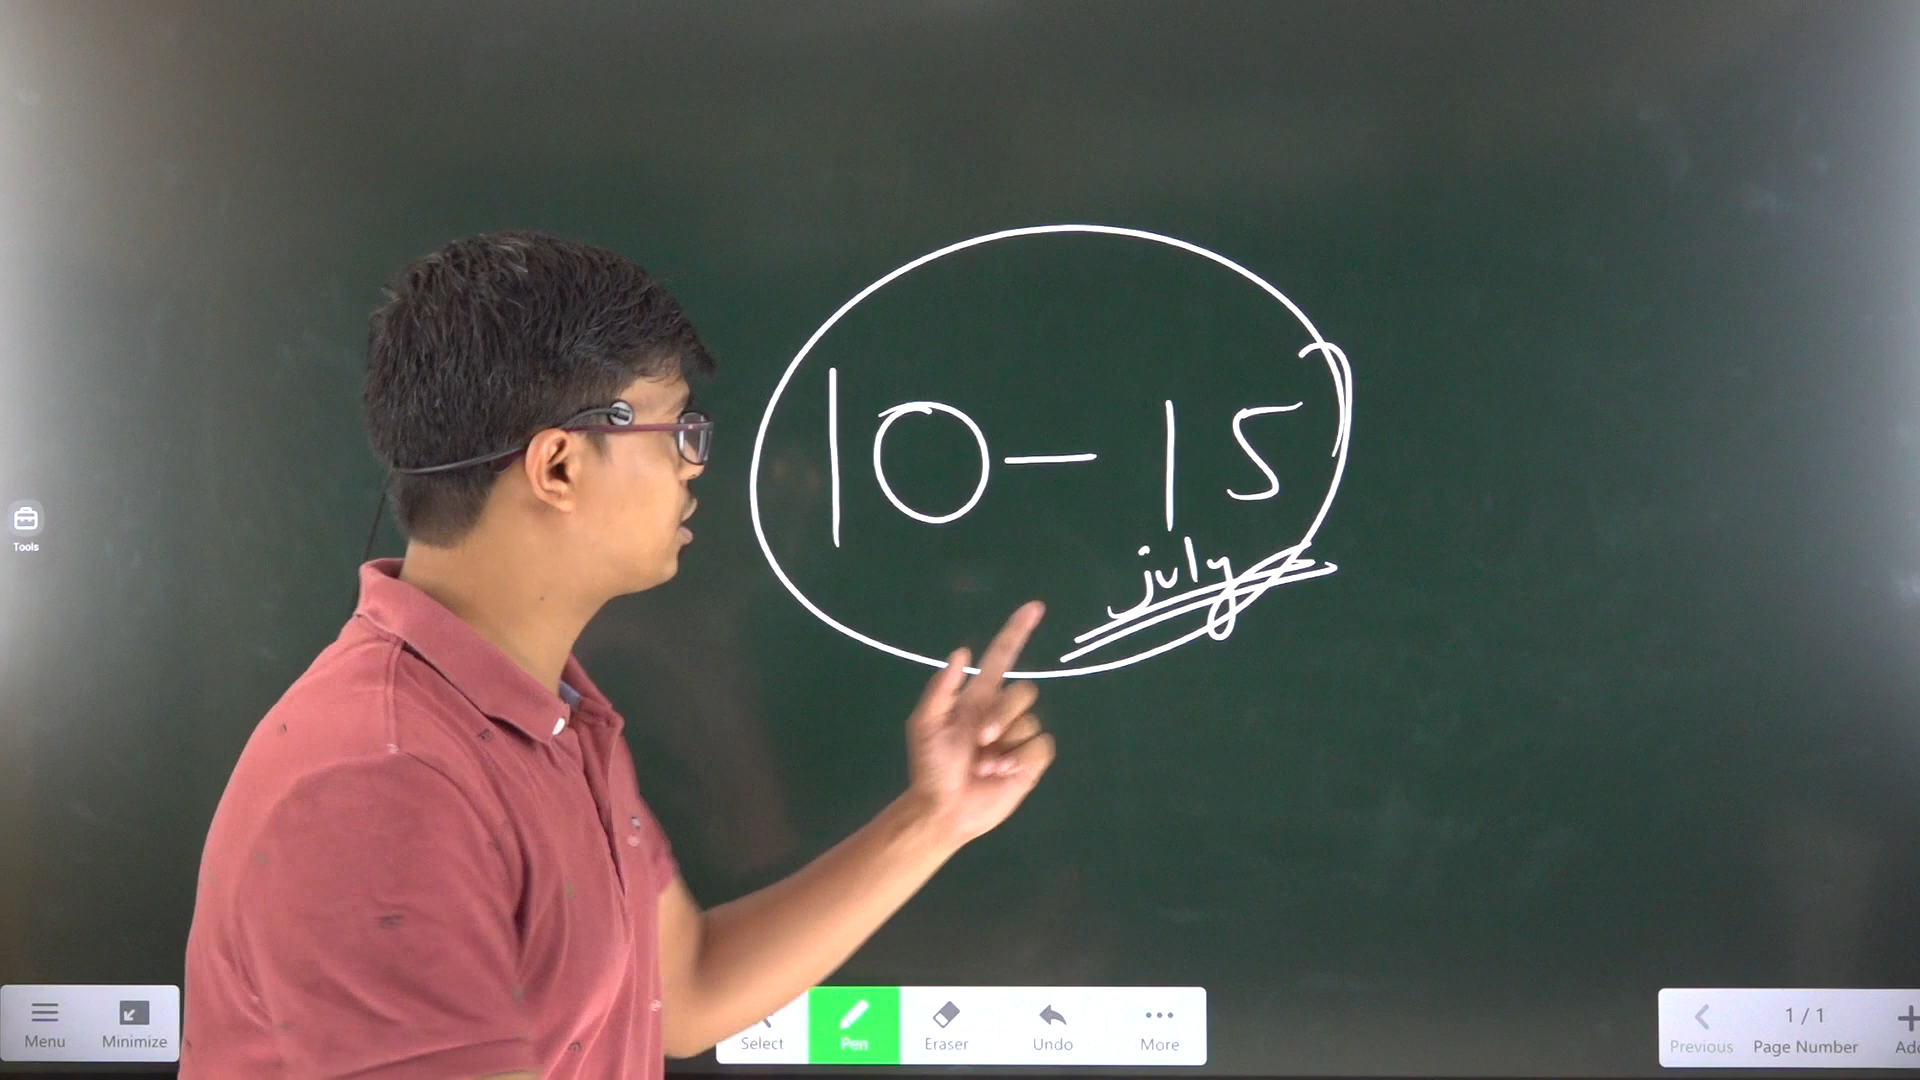 10-15
july
Tools
Menu
Minimize
Select
Pen
Eraser
Undo
More
1 / 1
Previous
Page Number